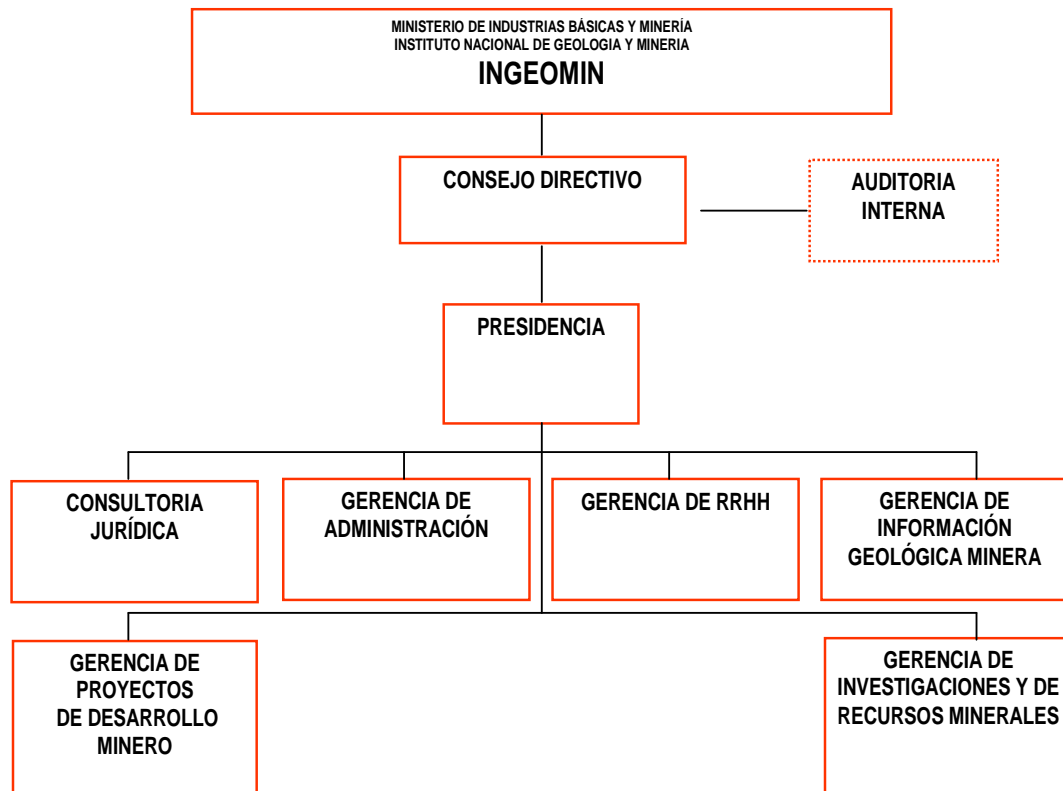 MINISTERIO DE INDUSTRIAS BÁSICAS Y MINERÍA
INSTITUTO NACIONAL DE GEOLOGIA Y MINERIA
INGEOMIN
CONSEJO DIRECTIVO
AUDITORIA
INTERNA
PRESIDENCIA
CONSULTORIA
JURÍDICA
GERENCIA DE
ADMINISTRACIÓN
GERENCIA DE RRHH
GERENCIA DE
INFORMACIÓN
GEOLÓGICA MINERA
GERENCIA DE
PROYECTOS
DE DESARROLLO
MINERO
GERENCIA DE
INVESTIGACIONES Y DE
RECURSOS MINERALES